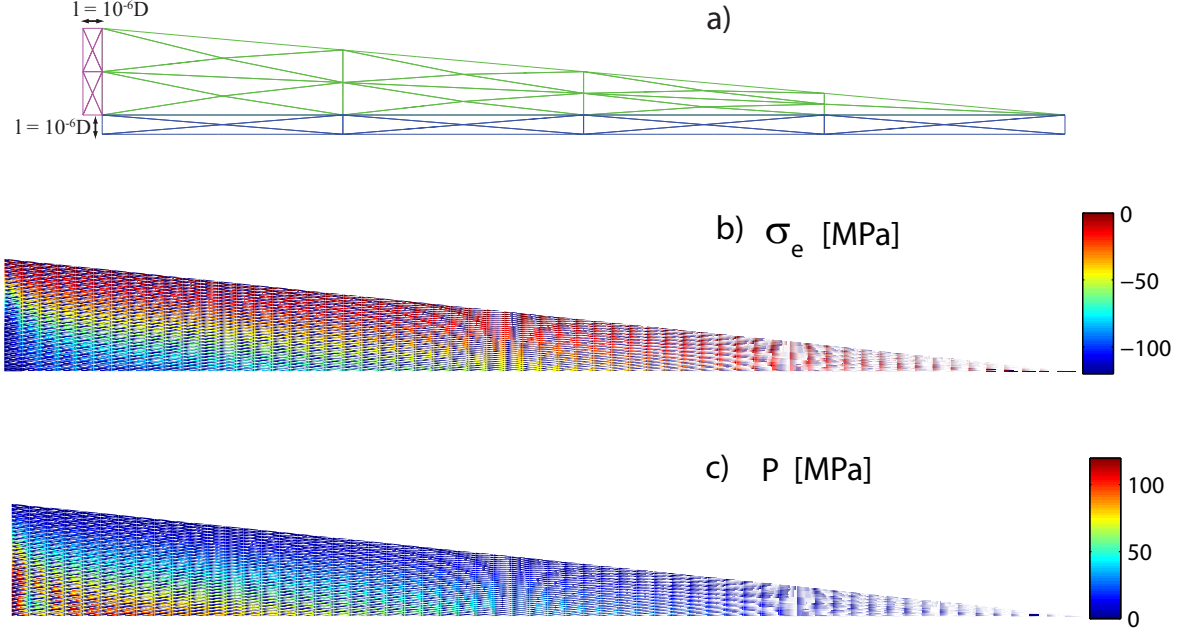 l = 10⁻⁶D
a)
l = 10⁻⁶D
b) σₑ [MPa]
0
−50
−100
c) P [MPa]
100
50
0